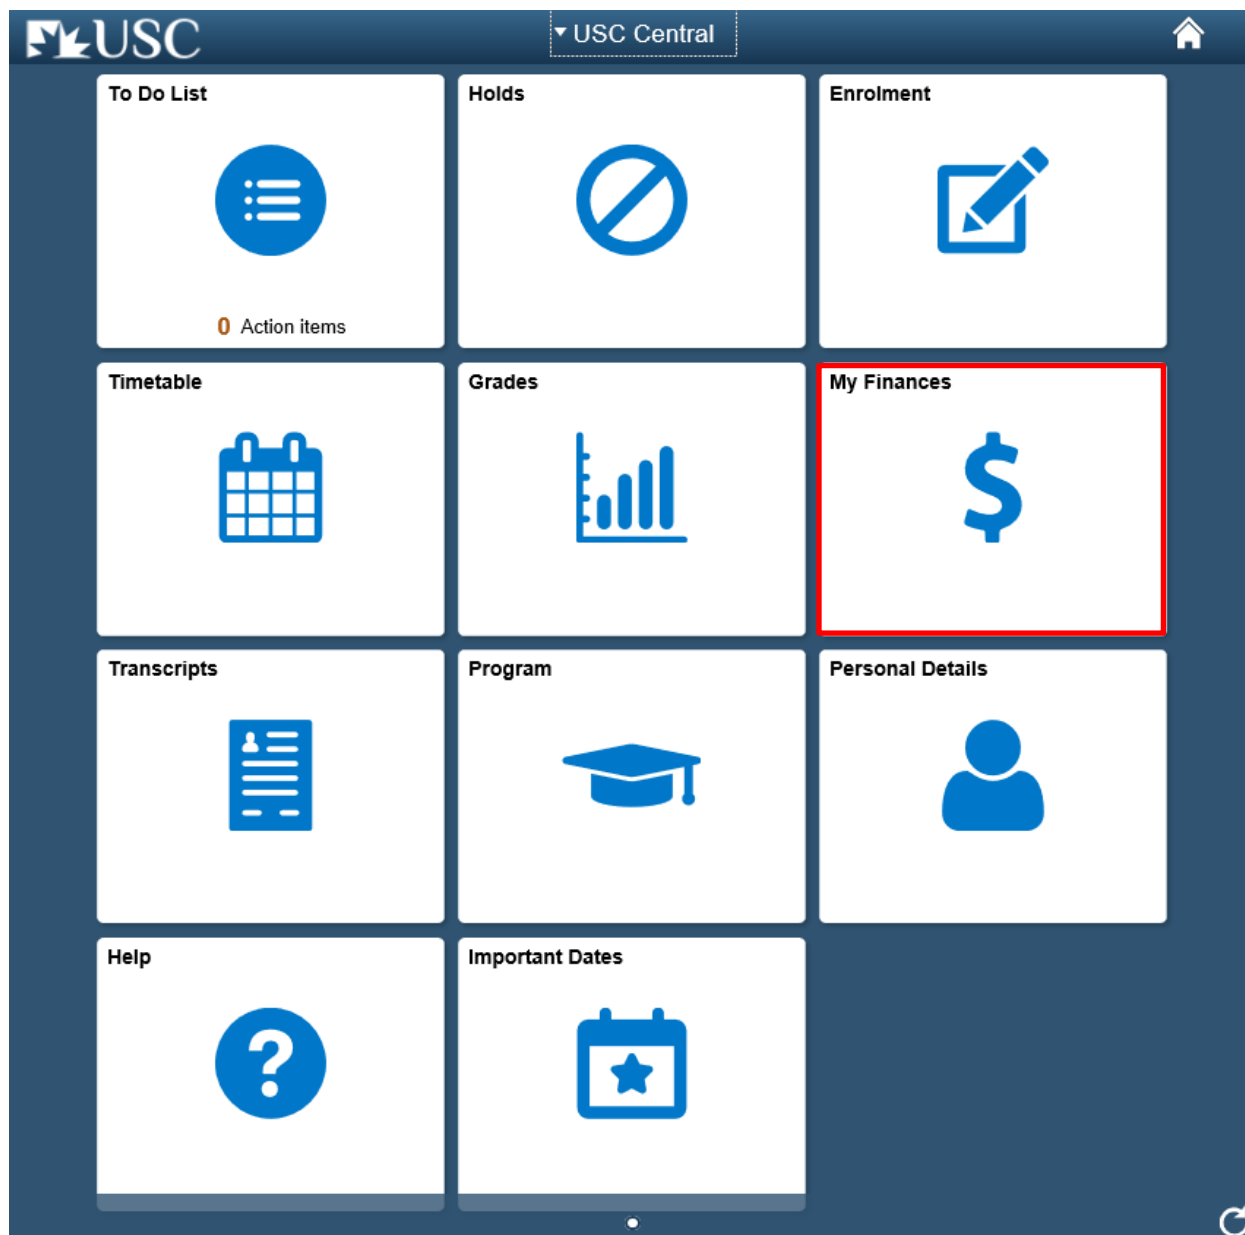 USC
USC Central
To Do List
Holds
Enrolment
0 Action items
Timetable
Grades
My Finances
$
Transcripts
Program
Personal Details
Help
Important Dates
?